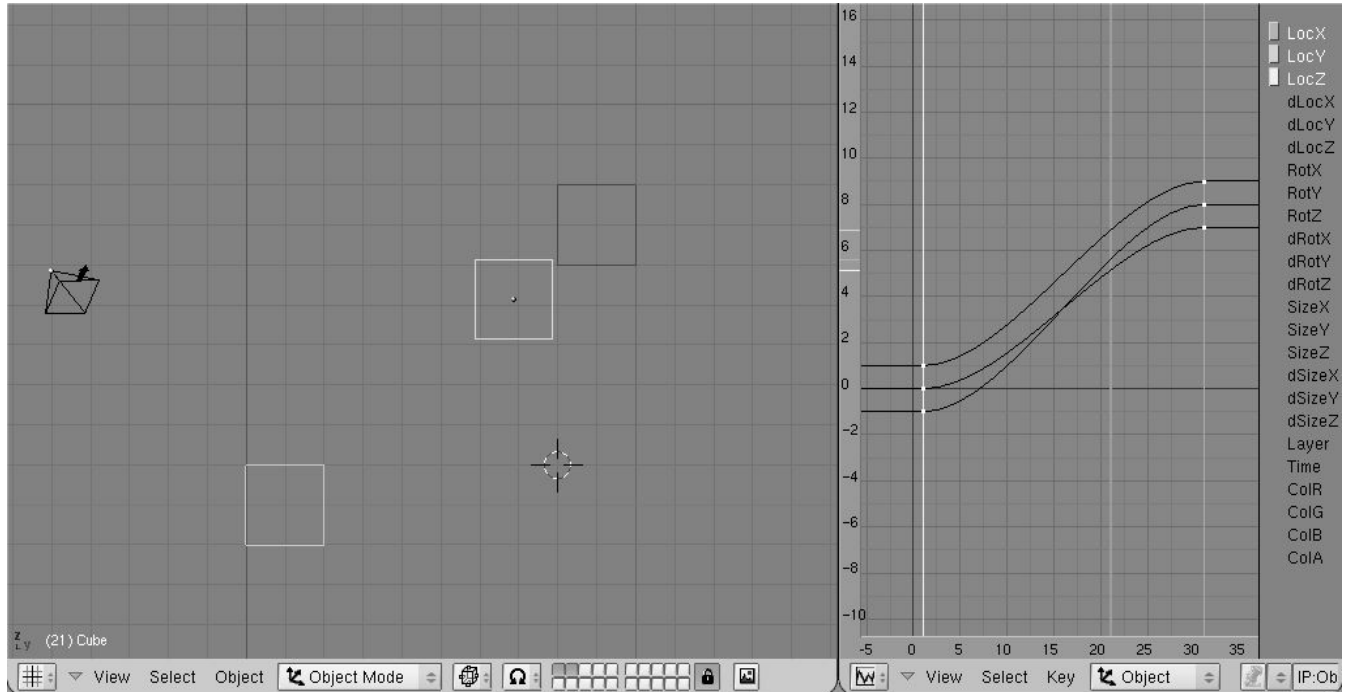 16
14
12
10
8
6
4
2
0
-2
-4
-6
-8
-10
-5 0 5 10 15 20 25 30 35
LocX
LocY
LocZ
dLocX
dLocY
dLocZ
RotX
RotY
RotZ
dRotX
dRotY
dRotZ
SizeX
SizeY
SizeZ
dSizeX
dSizeY
dSizeZ
Layer
Time
ColR
ColG
ColB
ColA
z
y (21) Cube
View Select Object Object Mode
View Select Key Object IP:Ob